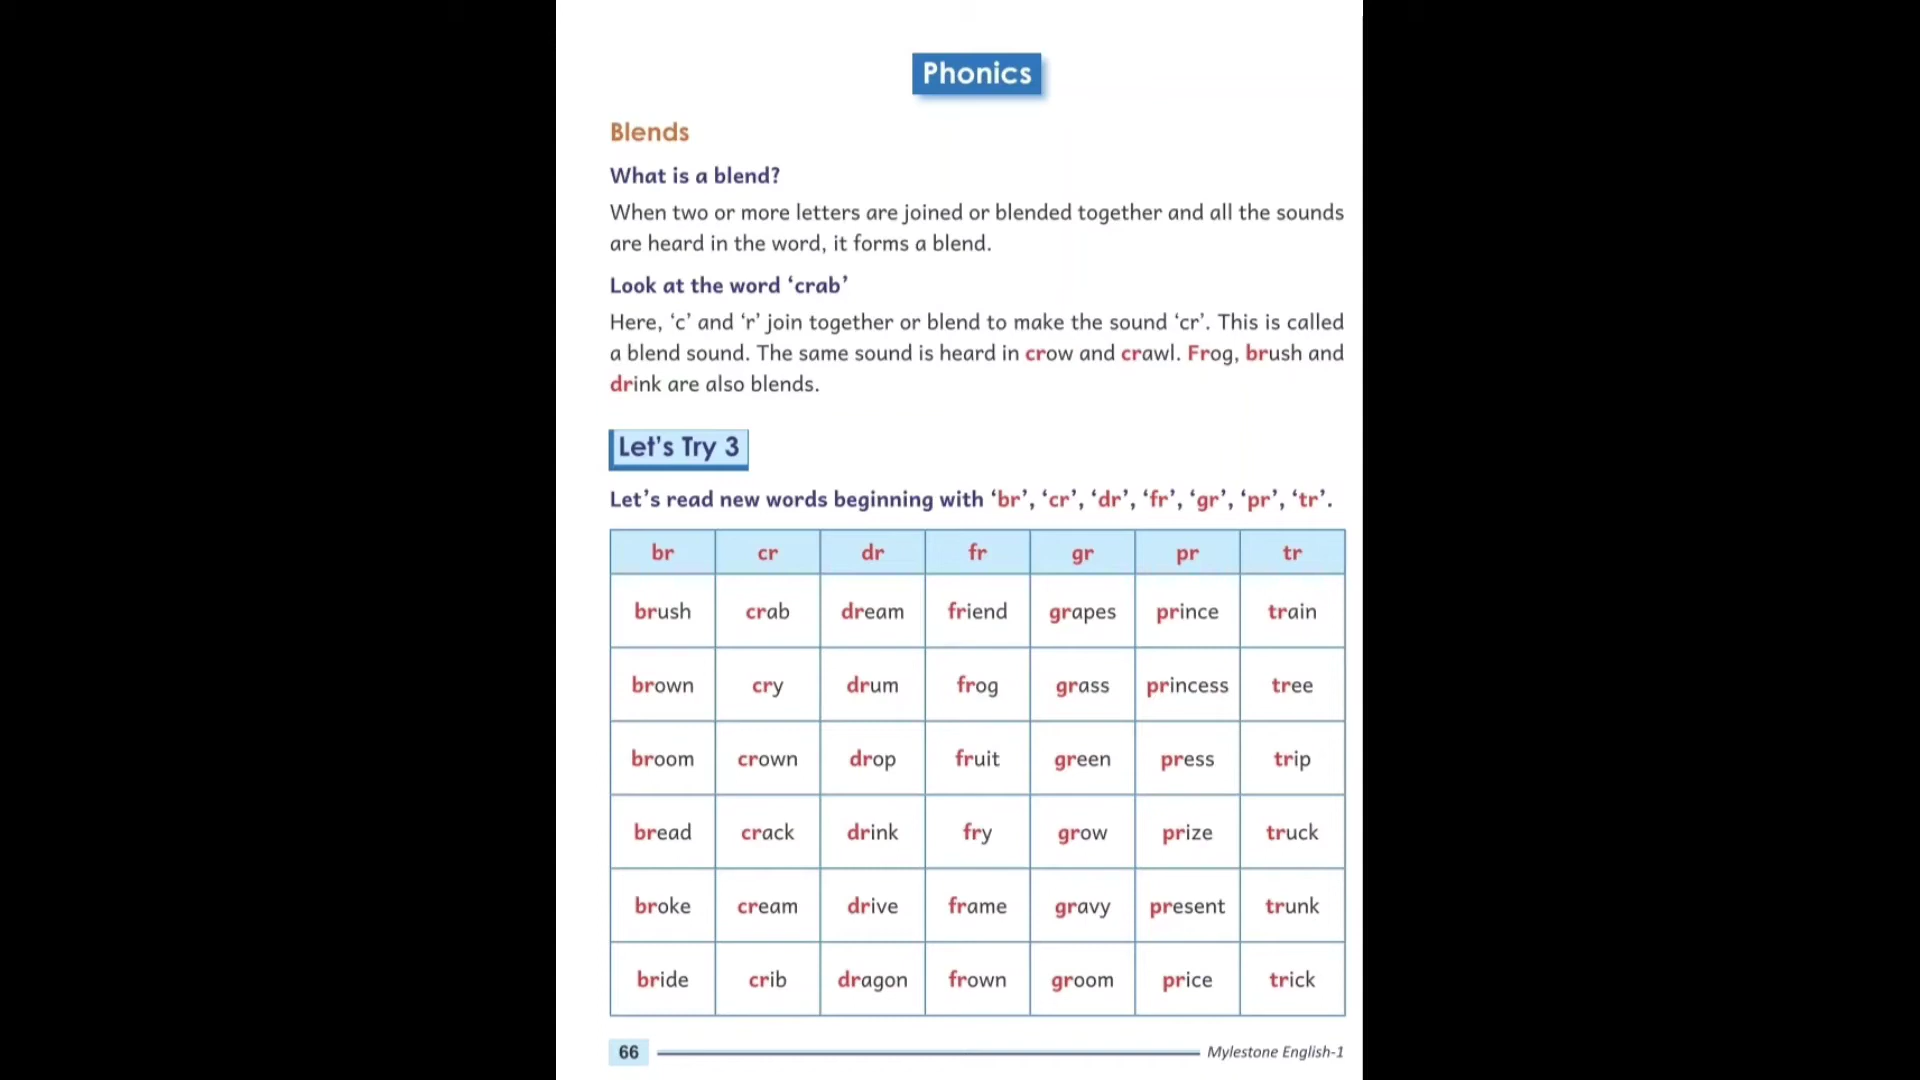 Phonics
Blends
What is a blend?
When two or more letters are joined or blended together and all the sounds
are heard in the word, it forms a blend.
Look at the word ‘crab’
Here, ‘c’ and ‘r’ join together or blend to make the sound ‘cr’. This is called
a blend sound. The same sound is heard in crow and crawl. Frog, brush and
drink are also blends.
Let’s Try 3
Let’s read new words beginning with ‘br’, ‘cr’, ‘dr’, ‘fr’, ‘gr’, ‘pr’, ‘tr’.
br cr dr fr gr pr tr
brush crab dream friend grapes prince train
brown cry drum frog grass princess tree
broom crown drop fruit green press trip
bread crack drink fry grow prize truck
broke cream drive frame gravy present trunk
bride crib dragon frown groom price trick
66 Mylestone English-1